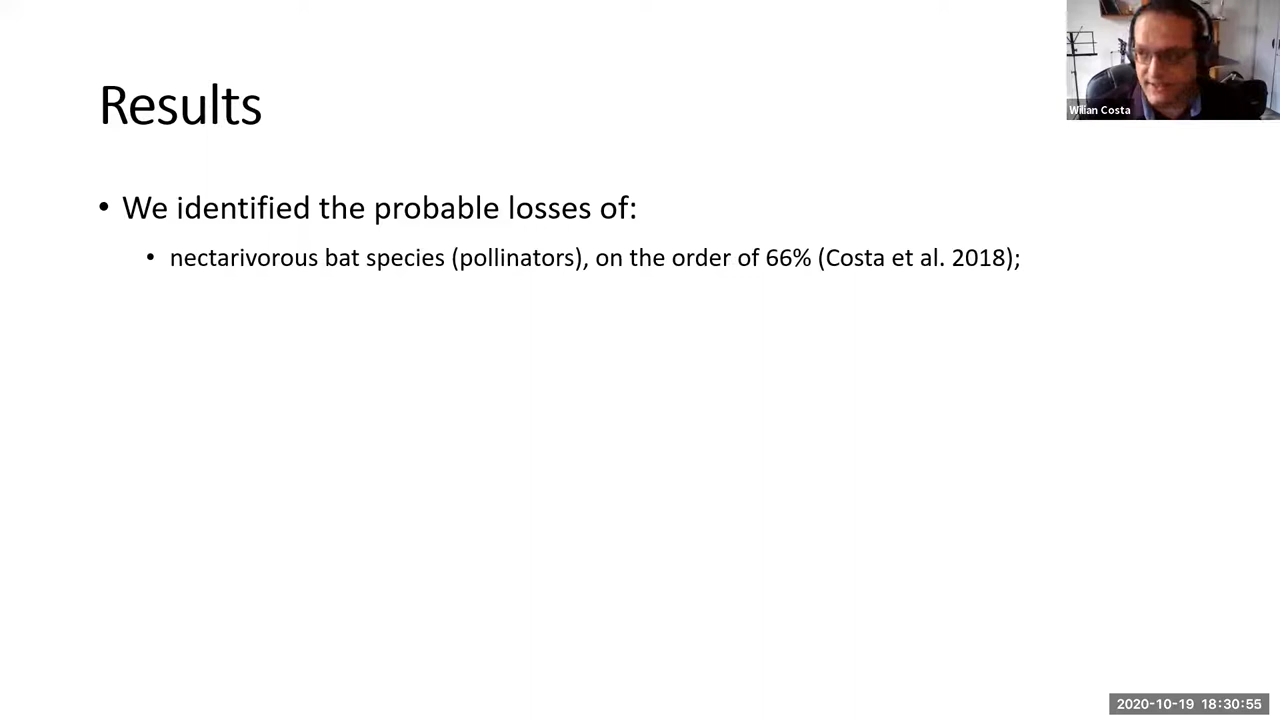 Wilian Costa
Results
• We identified the probable losses of:
• nectarivorous bat species (pollinators), on the order of 66% (Costa et al. 2018);
2020-10-19 18:30:55